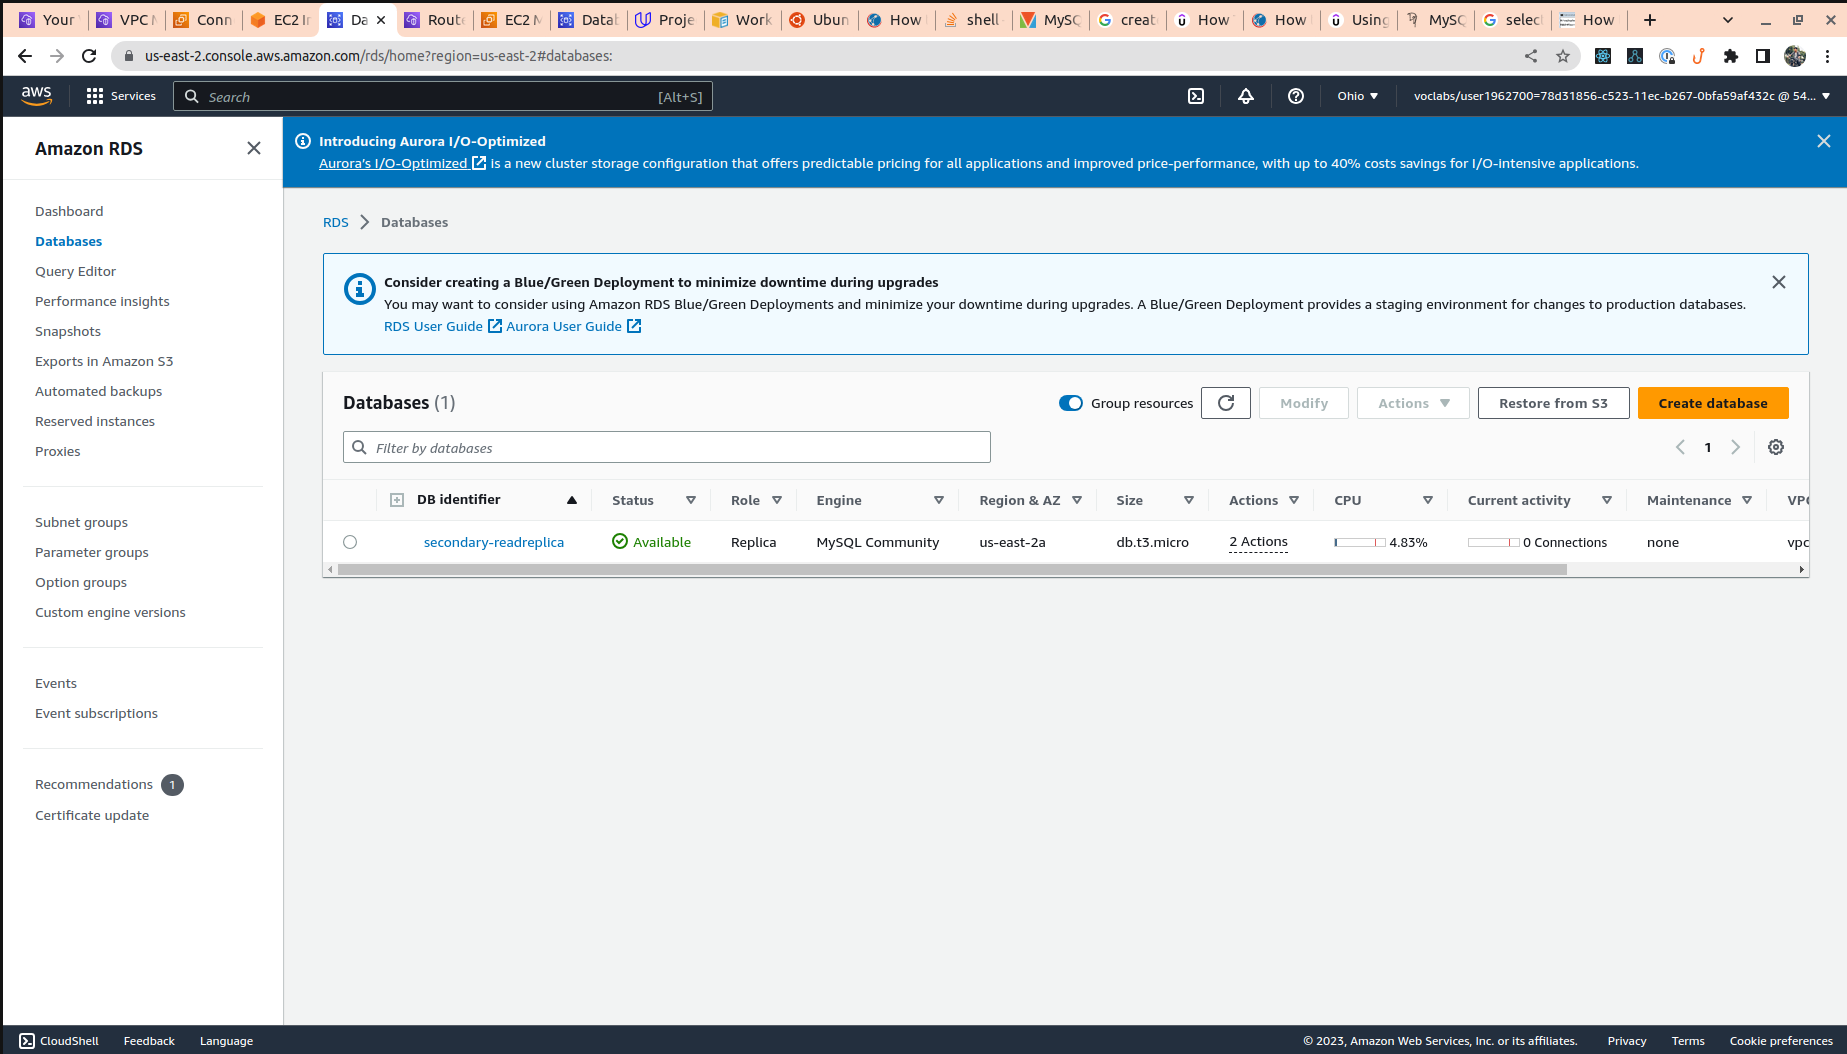 Your
VPC M
Conn
EC2 In
Da
Route
EC2 M
Datab
Proje
Work
Ubun
How
shell
MySQ
creat
How
How
Using
MySQ
selec
How
us-east-2.console.aws.amazon.com/rds/home?region=us-east-2#databases:
aws
Services
Search
[Alt+S]
Ohio
voclabs/user1962700=78d31856-c523-11ec-b267-0bfa59af432c @ 54...
Amazon RDS
Introducing Aurora I/O-Optimized
Aurora's I/O-Optimized is a new cluster storage configuration that offers predictable pricing for all applications and improved price-performance, with up to 40% costs savings for I/O-intensive applications.
Dashboard
Databases
Query Editor
Performance insights
Snapshots
Exports in Amazon S3
Automated backups
Reserved instances
Proxies
Subnet groups
Parameter groups
Option groups
Custom engine versions
Events
Event subscriptions
Recommendations 1
Certificate update
RDS > Databases
Consider creating a Blue/Green Deployment to minimize downtime during upgrades
You may want to consider using Amazon RDS Blue/Green Deployments and minimize your downtime during upgrades. A Blue/Green Deployment provides a staging environment for changes to production databases.
RDS User Guide Aurora User Guide
Databases (1)
Group resources
Modify
Actions
Restore from S3
Create database
Filter by databases
1
DB identifier Status Role Engine Region & AZ Size Actions CPU Current activity Maintenance VPC
secondary-readreplica Available Replica MySQL Community us-east-2a db.t3.micro 2 Actions 4.83% 0 Connections none vpc
CloudShell Feedback Language © 2023, Amazon Web Services, Inc. or its affiliates. Privacy Terms Cookie preferences